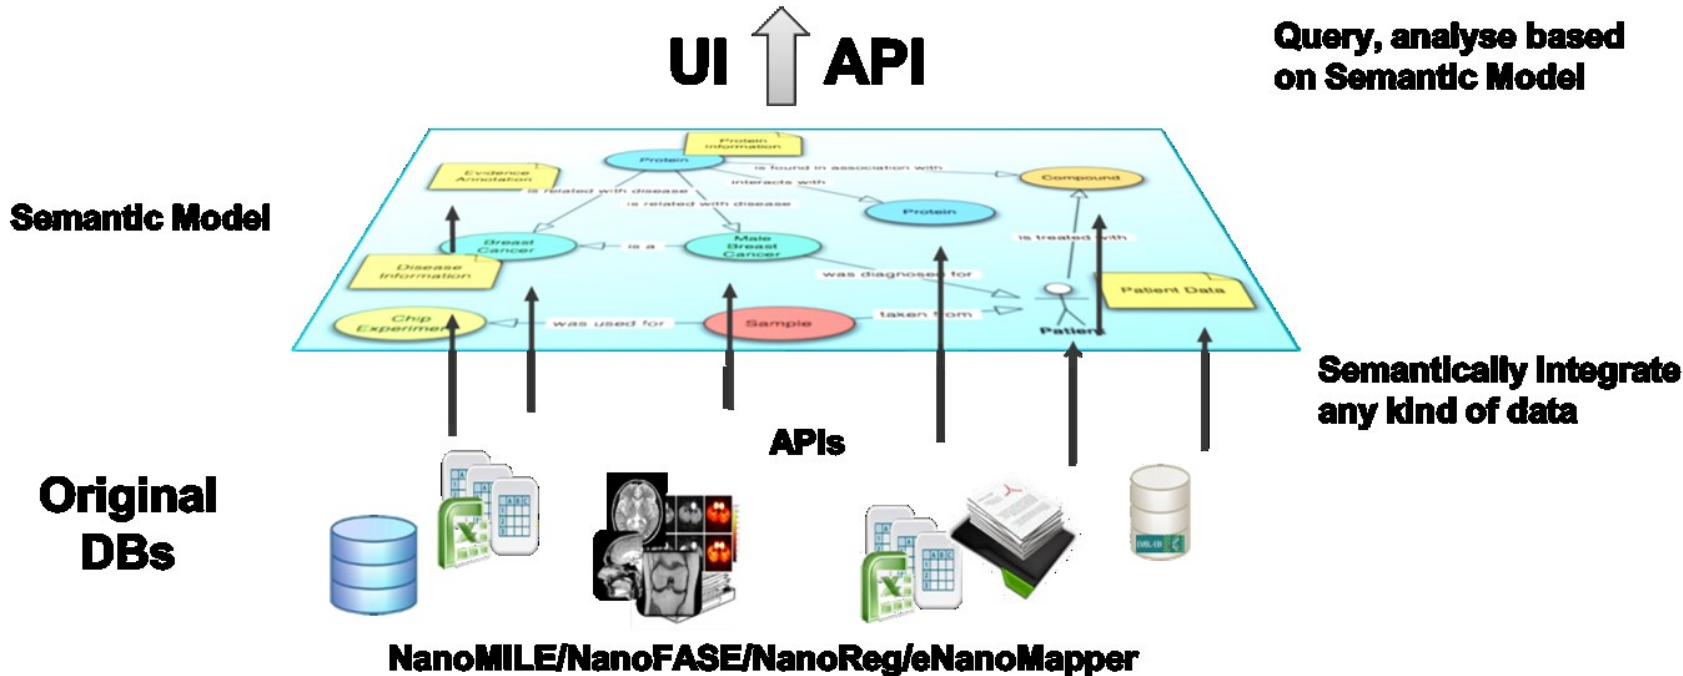 UI API
Query, analyse based
on Semantic Model
Protein
Information
Protein
is found in association with
Evidence
Annotation
Compound
is related with disease
interacts with
is related with disease
Protein
Semantic Model
Breast
Cancer
is a
Male
Breast
Cancer
is treated with
Disease
Information
was diagnosed for
Patient Data
Chip
Experiment
was used for
Sample
taken from
Patient
Semantically Integrate
any kind of data
APIs
Original
DBs
EMBL-EBI
NanoMILE/NanoFASE/NanoReg/eNanoMapper